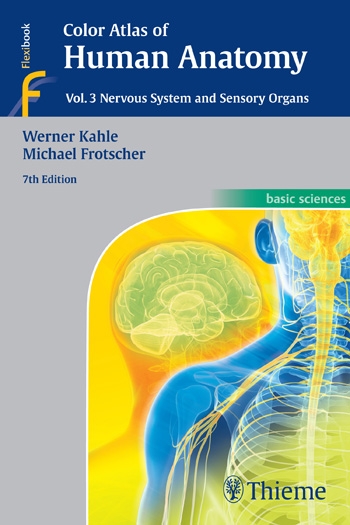 Flexibook
Color Atlas of
Human Anatomy
Vol. 3 Nervous System and Sensory Organs
Werner Kahle
Michael Frotscher
7th Edition
basic sciences
Thieme